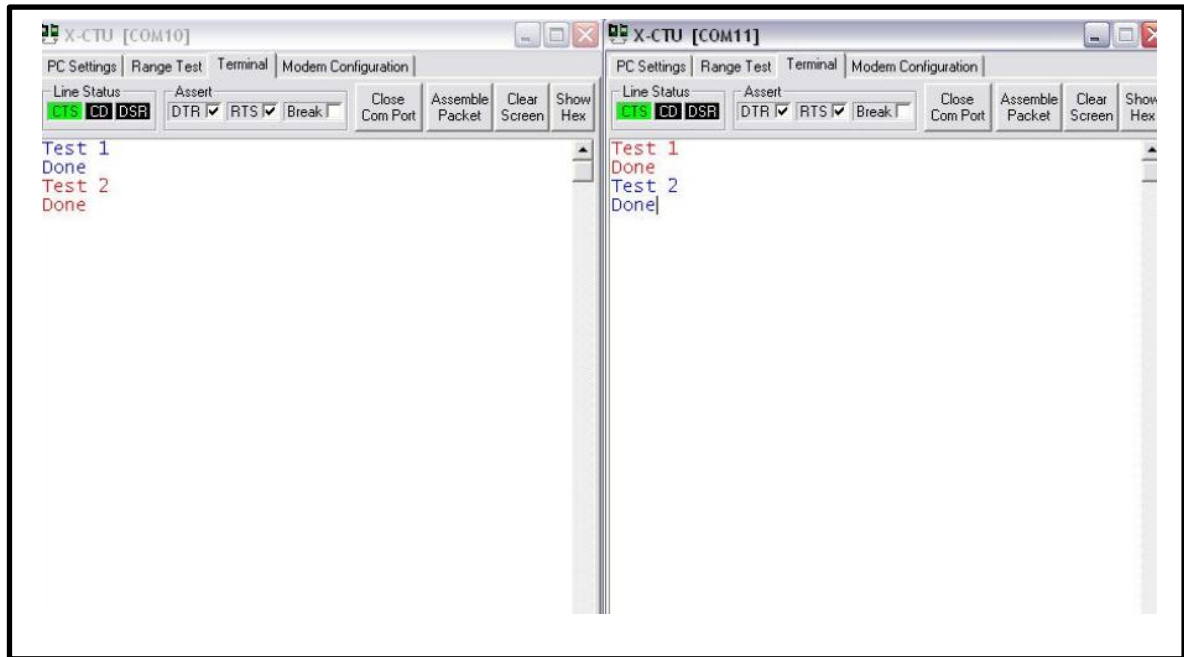 X-CTU [COM10]
PC Settings Range Test Terminal Modem Configuration
Line Status
CTS CD DSR
Assert
DTR RTS Break
Close Com Port
Assemble Packet
Clear Screen
Show Hex
Test 1
Done
Test 2
Done
X-CTU [COM11]
PC Settings Range Test Terminal Modem Configuration
Line Status
CTS CD DSR
Assert
DTR RTS Break
Close Com Port
Assemble Packet
Clear Screen
Show Hex
Test 1
Done
Test 2
Done